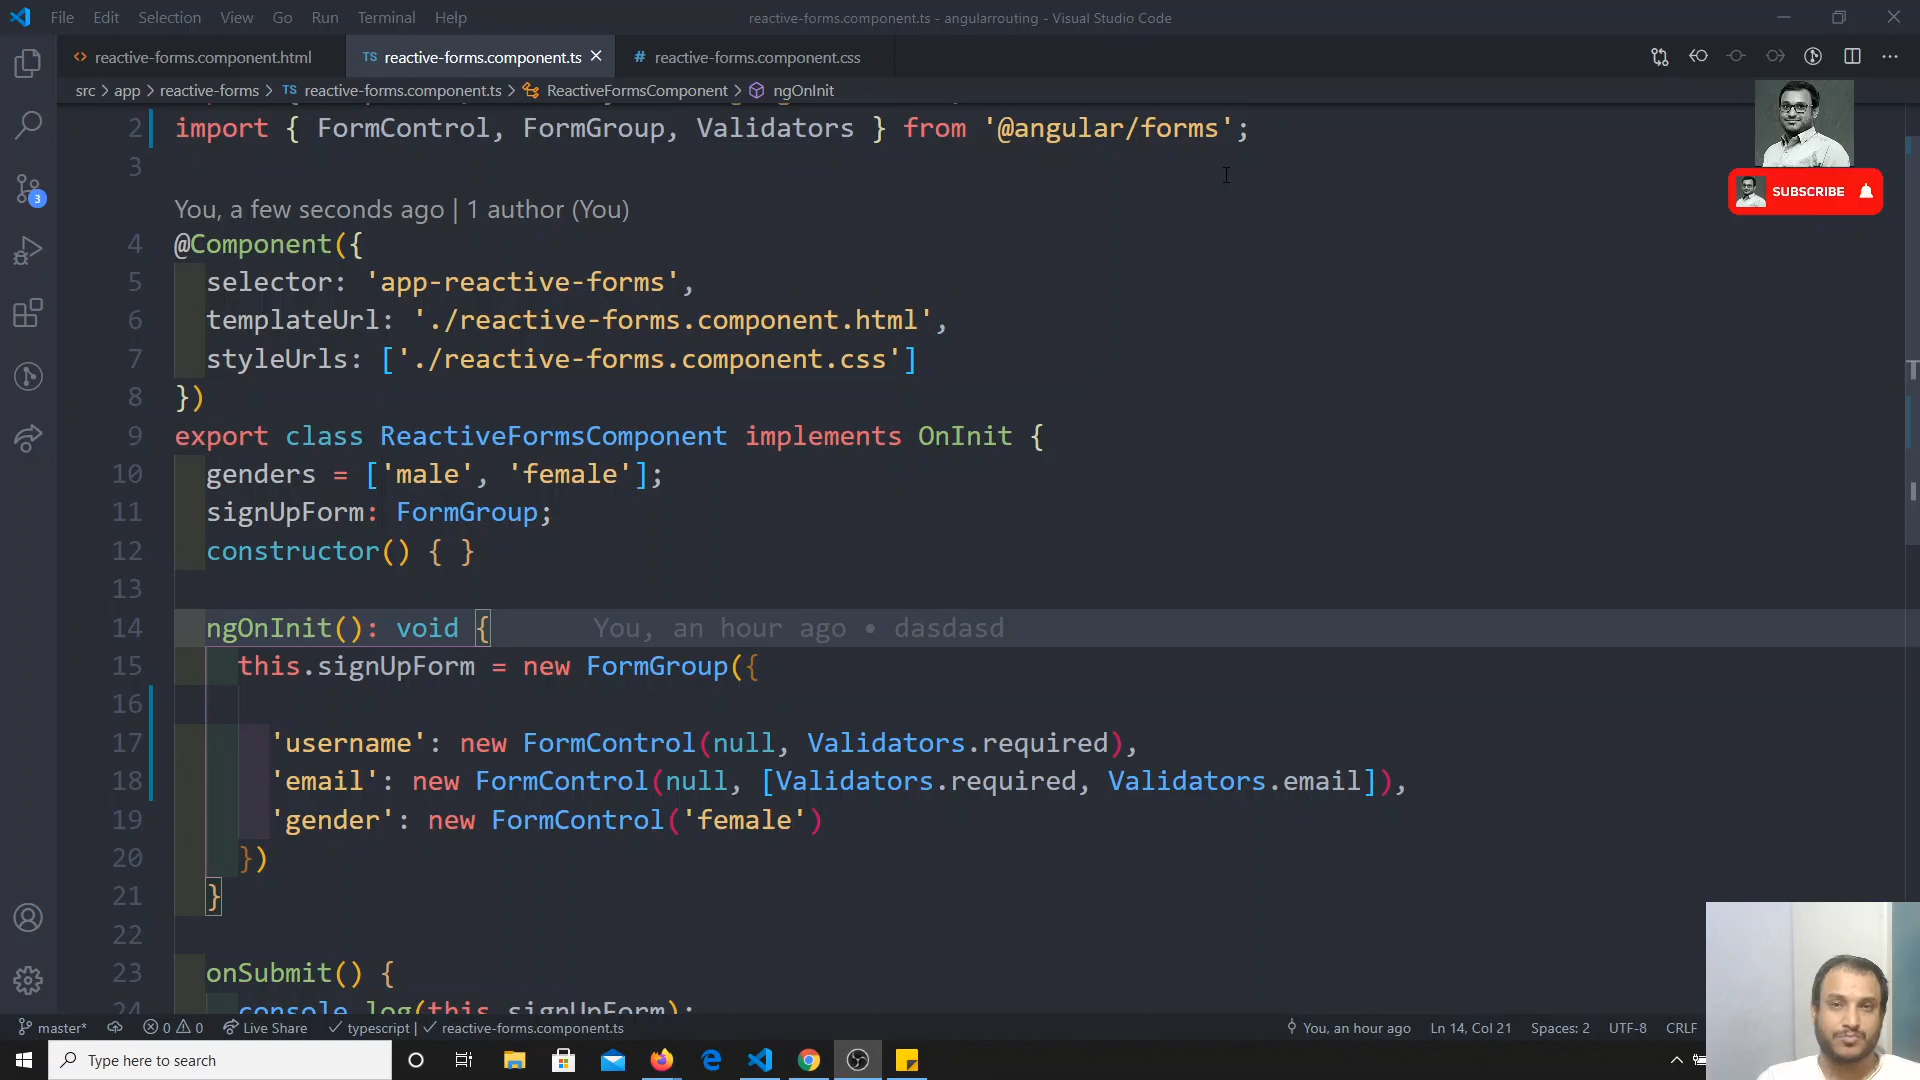 File Edit Selection View Go Run Terminal Help
reactive-forms.component.ts - angularrouting - Visual Studio Code
reactive-forms.component.html
TS reactive-forms.component.ts
# reactive-forms.component.css
src > app > reactive-forms > TS reactive-forms.component.ts > ReactiveFormsComponent > ngOnInit
2 import { FormControl, FormGroup, Validators } from '@angular/forms';
3
You, a few seconds ago | 1 author (You)
4 @Component({
5 selector: 'app-reactive-forms',
6 templateUrl: './reactive-forms.component.html',
7 styleUrls: ['./reactive-forms.component.css']
8 })
9 export class ReactiveFormsComponent implements OnInit {
10 genders = ['male', 'female'];
11 signUpForm: FormGroup;
12 constructor() { }
13
14 ngOnInit(): void { You, an hour ago • dasdasd
15 this.signUpForm = new FormGroup({
16
17 'username': new FormControl(null, Validators.required),
18 'email': new FormControl(null, [Validators.required, Validators.email]),
19 'gender': new FormControl('female')
20 })
21 }
22
23 onSubmit() {
24 console.log(this.signUpForm);
SUBSCRIBE
3
master* 0 0 Live Share typescript | reactive-forms.component.ts
You, an hour ago Ln 14, Col 21 Spaces: 2 UTF-8 CRLF
Type here to search